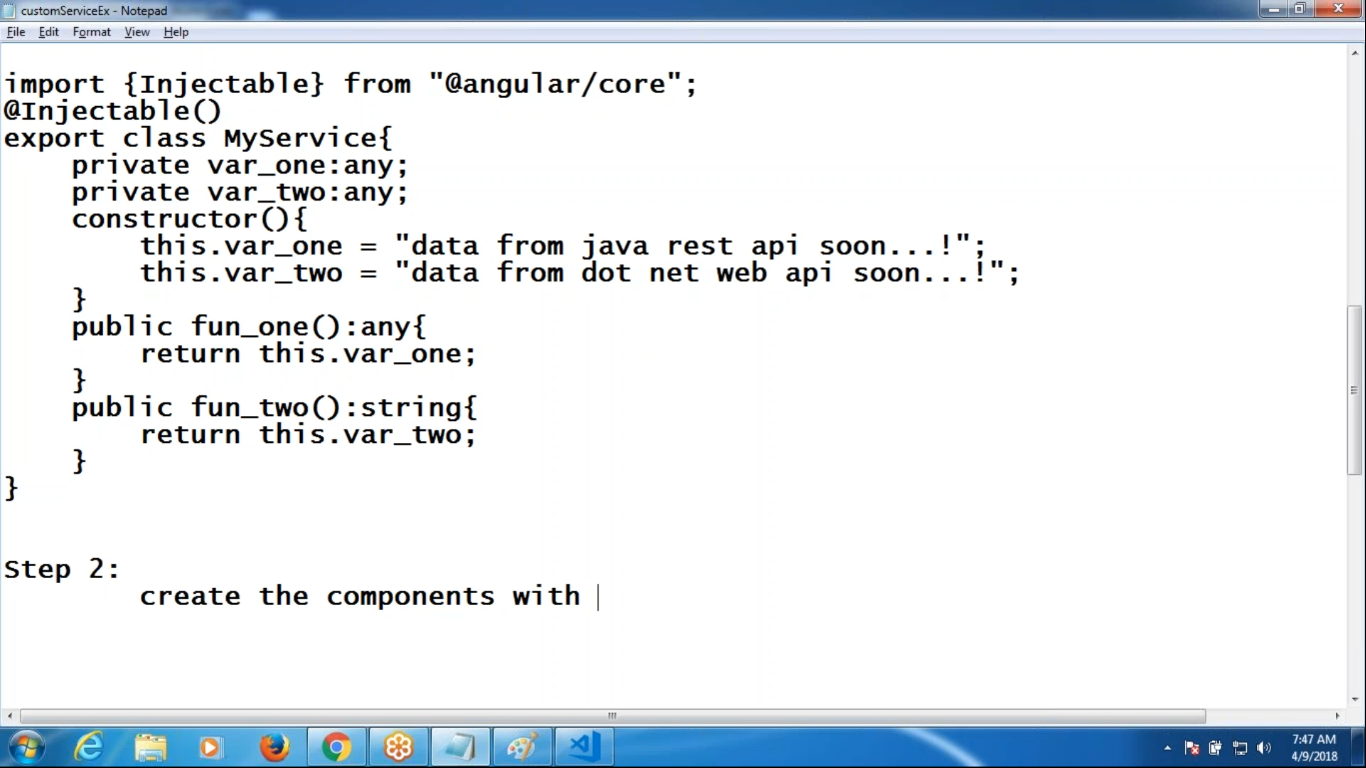 customServiceEx - Notepad
File Edit Format View Help
import {Injectable} from "@angular/core";
@Injectable()
export class MyService{
private var_one:any;
private var_two:any;
constructor(){
this.var_one = "data from java rest api soon...!";
this.var_two = "data from dot net web api soon...!";
}
public fun_one():any{
return this.var_one;
}
public fun_two():string{
return this.var_two;
}
}
Step 2:
create the components with
7:47 AM
4/9/2018